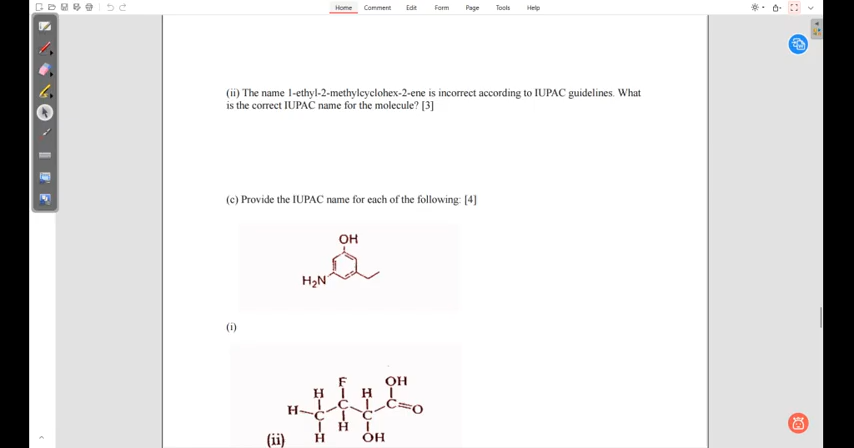 Home Comment Edit Form Page Tools Help
(ii) The name 1-ethyl-2-methylcyclohex-2-ene is incorrect according to IUPAC guidelines. What
is the correct IUPAC name for the molecule? [3]
(c) Provide the IUPAC name for each of the following: [4]
OH
H2N
(i)
F OH
H H
H C C C C O
H H OH
(ii)